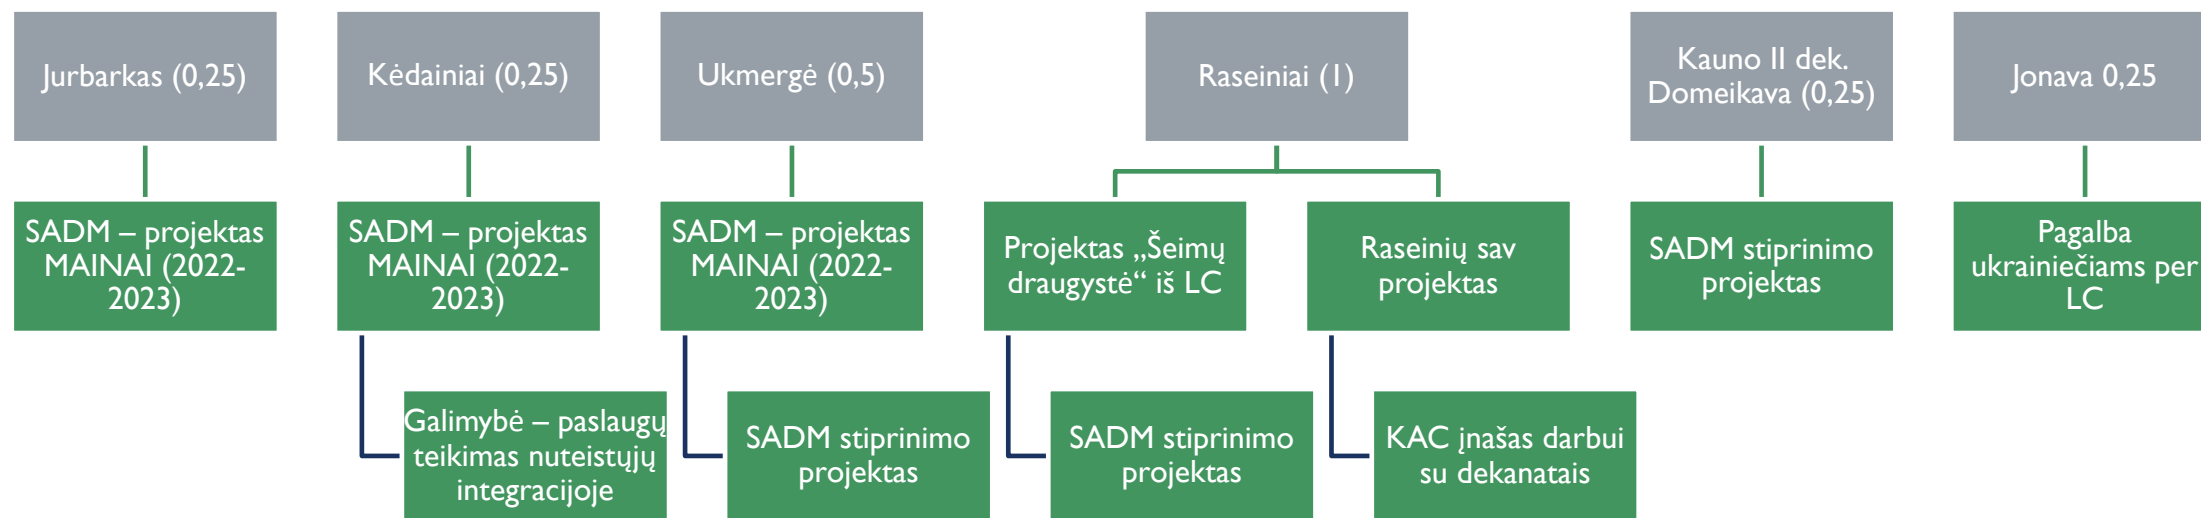 Jurbarkas (0,25)
Kėdainiai (0,25)
Ukmergė (0,5)
Raseiniai (1)
Kauno II dek.
Domeikava (0,25)
Jonava 0,25
SADM – projektas
MAINAI (2022-
2023)
SADM – projektas
MAINAI (2022-
2023)
SADM – projektas
MAINAI (2022-
2023)
Projektas „Šeimų
draugystė“ iš LC
Raseinių sav
projektas
SADM stiprinimo
projektas
Pagalba
ukrainiečiams per
LC
Galimybė – paslaugų
teikimas nuteistųjų
integracijoje
SADM stiprinimo
projektas
SADM stiprinimo
projektas
KAC įnašas darbui
su dekanatais